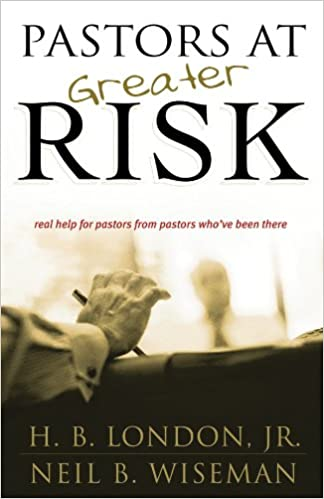 PASTORS AT
Greater
RISK
real help for pastors from pastors who've been there
H. B. LONDON, JR.
NEIL B. WISEMAN